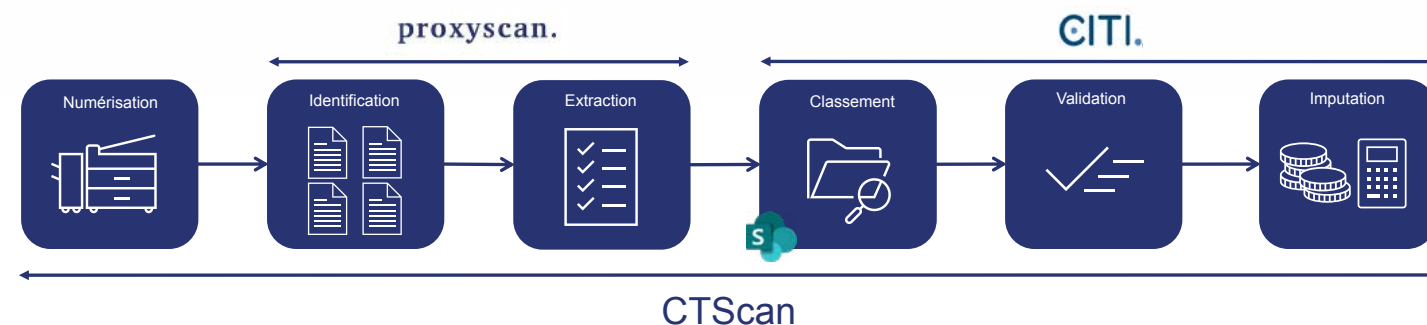 proxyscan.
CITI.
Numérisation
Identification
Extraction
Classement
Validation
Imputation
S
CTScan